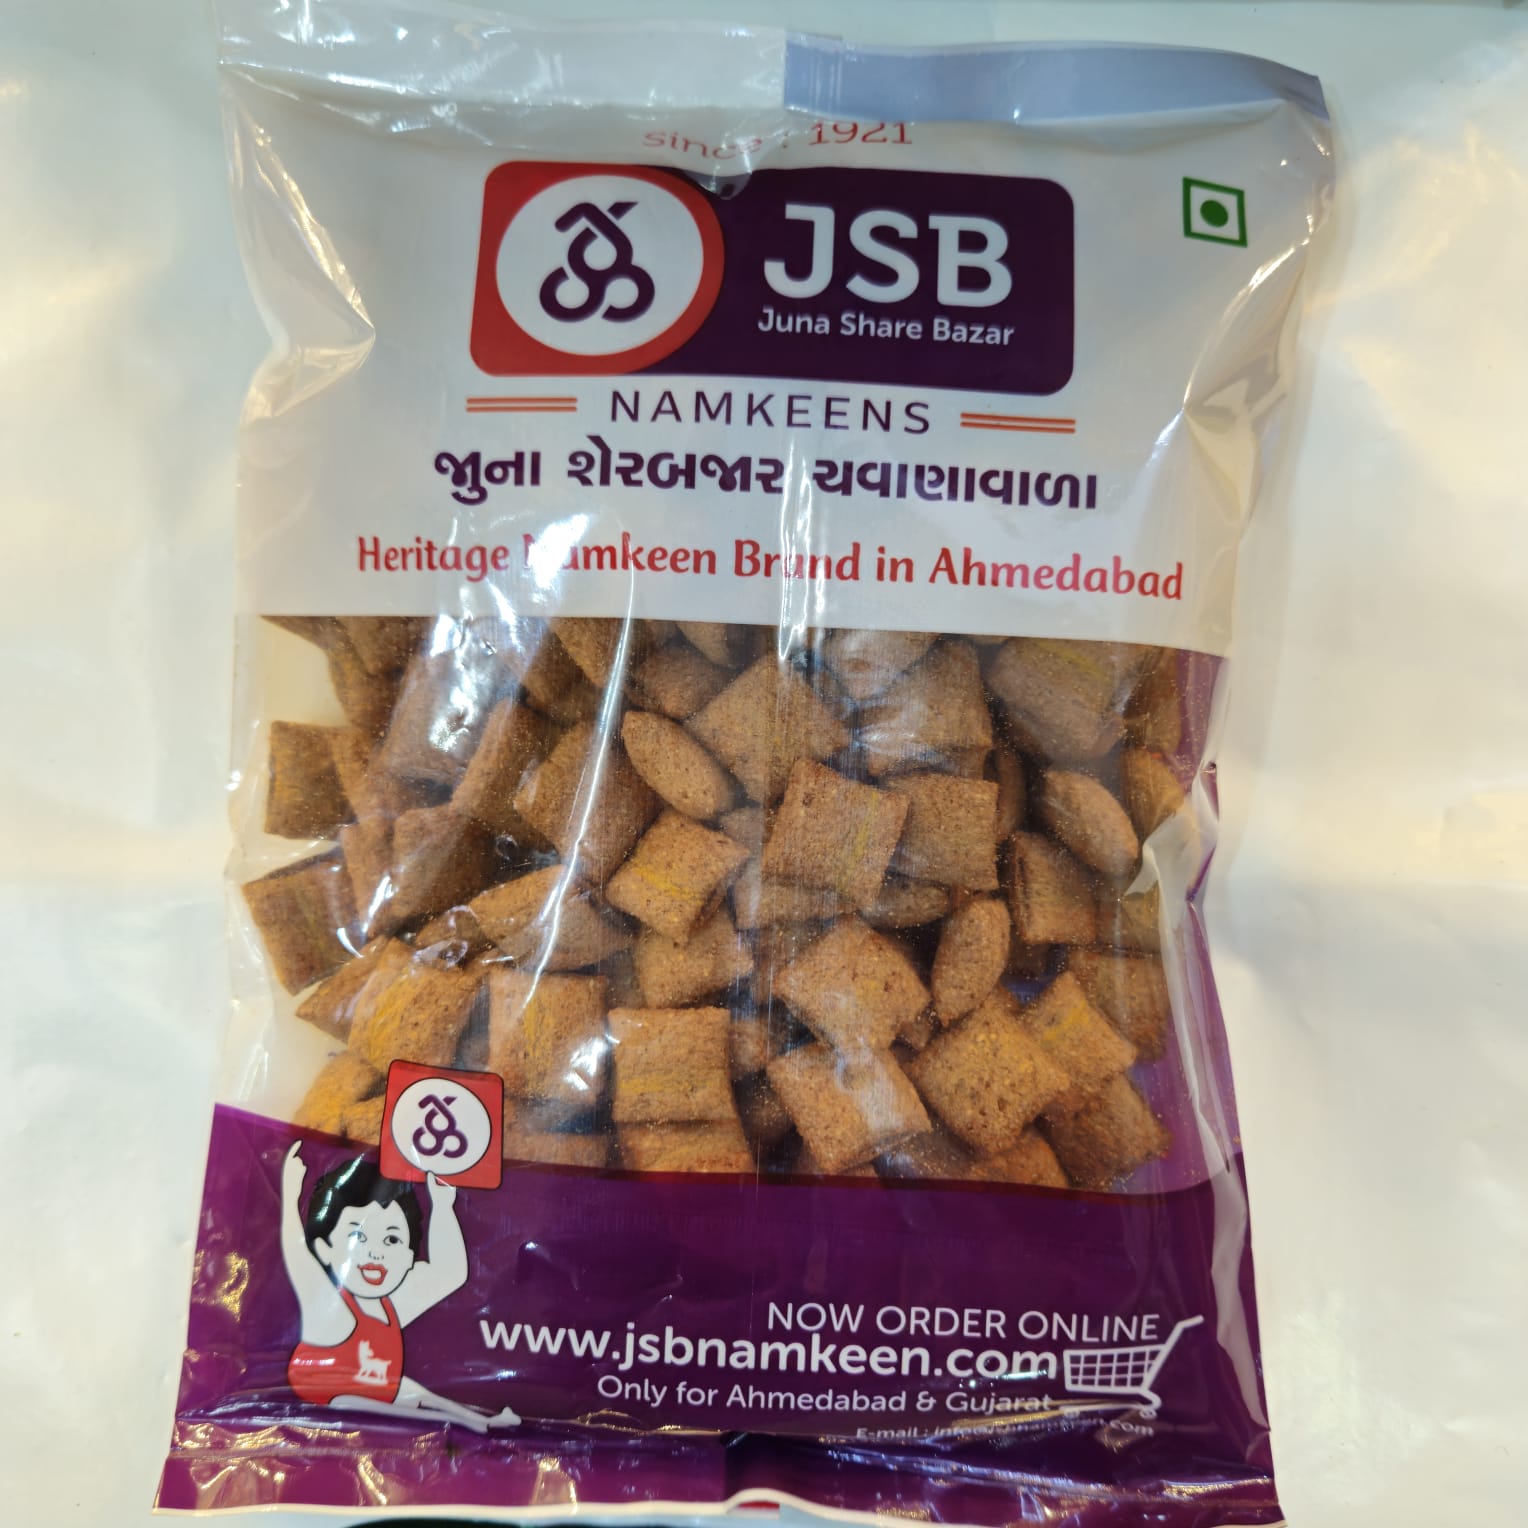 since : 1921
JSB
Juna Share Bazar
NAMKEENS
જુના શેરબજાર ચવાણાવાળા
Heritage Namkeen Brand in Ahmedabad
NOW ORDER ONLINE
www.jsbnamkeen.com
Only for Ahmedabad & Gujarat
E-mail :